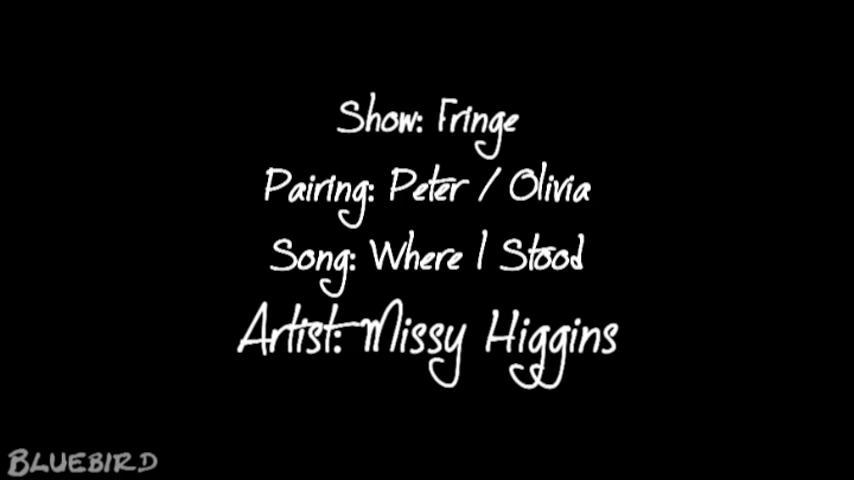 Show: Fringe
Pairing: Peter / Olivia
Song: Where I Stood
Artist: Missy Higgins
BLUEBIRD